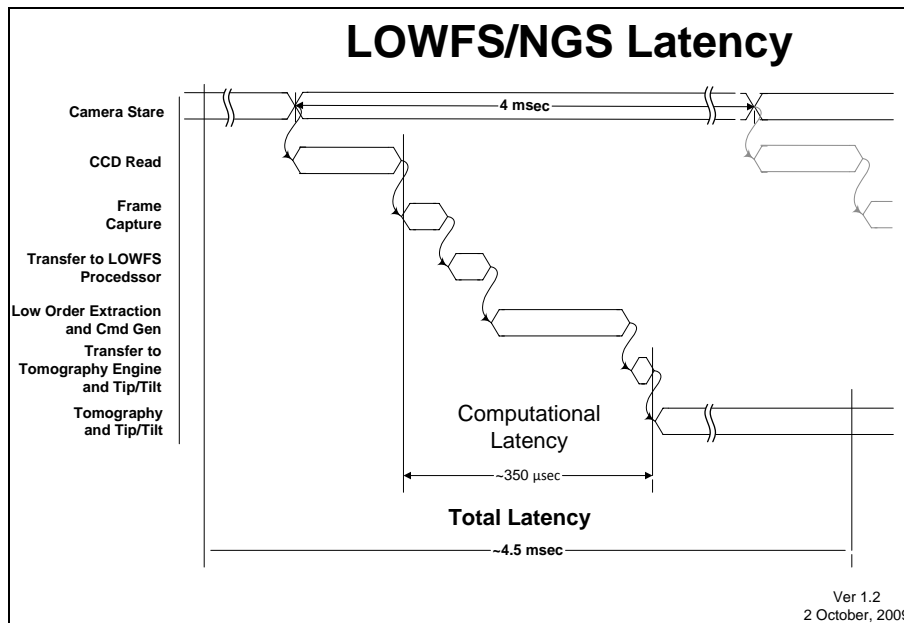 LOWFS/NGS Latency
Camera Stare
4 msec
CCD Read
Frame
Capture
Transfer to LOWFS
Procedssor
Low Order Extraction
and Cmd Gen
Transfer to
Tomography Engine
and Tip/Tilt
Tomography
and Tip/Tilt
Computational
Latency
~350 µsec
Total Latency
~4.5 msec
Ver 1.2
2 October, 2009